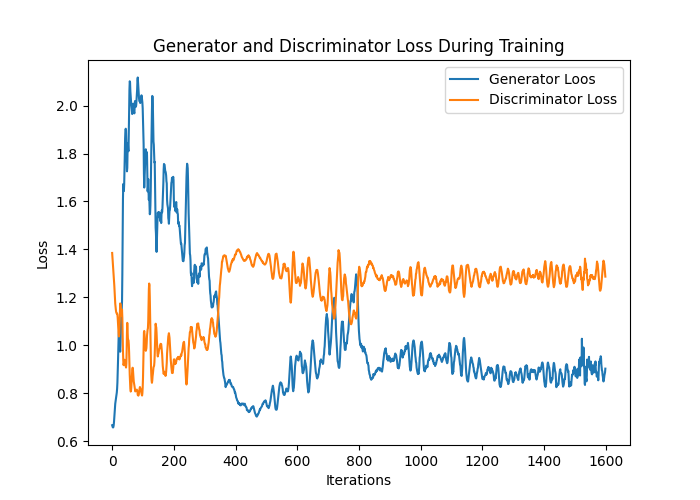 Generator and Discriminator Loss During Training
Generator Loos
Discriminator Loss
Loss
2.0
1.8
1.6
1.4
1.2
1.0
0.8
0.6
0 200 400 600 800 1000 1200 1400 1600
Iterations